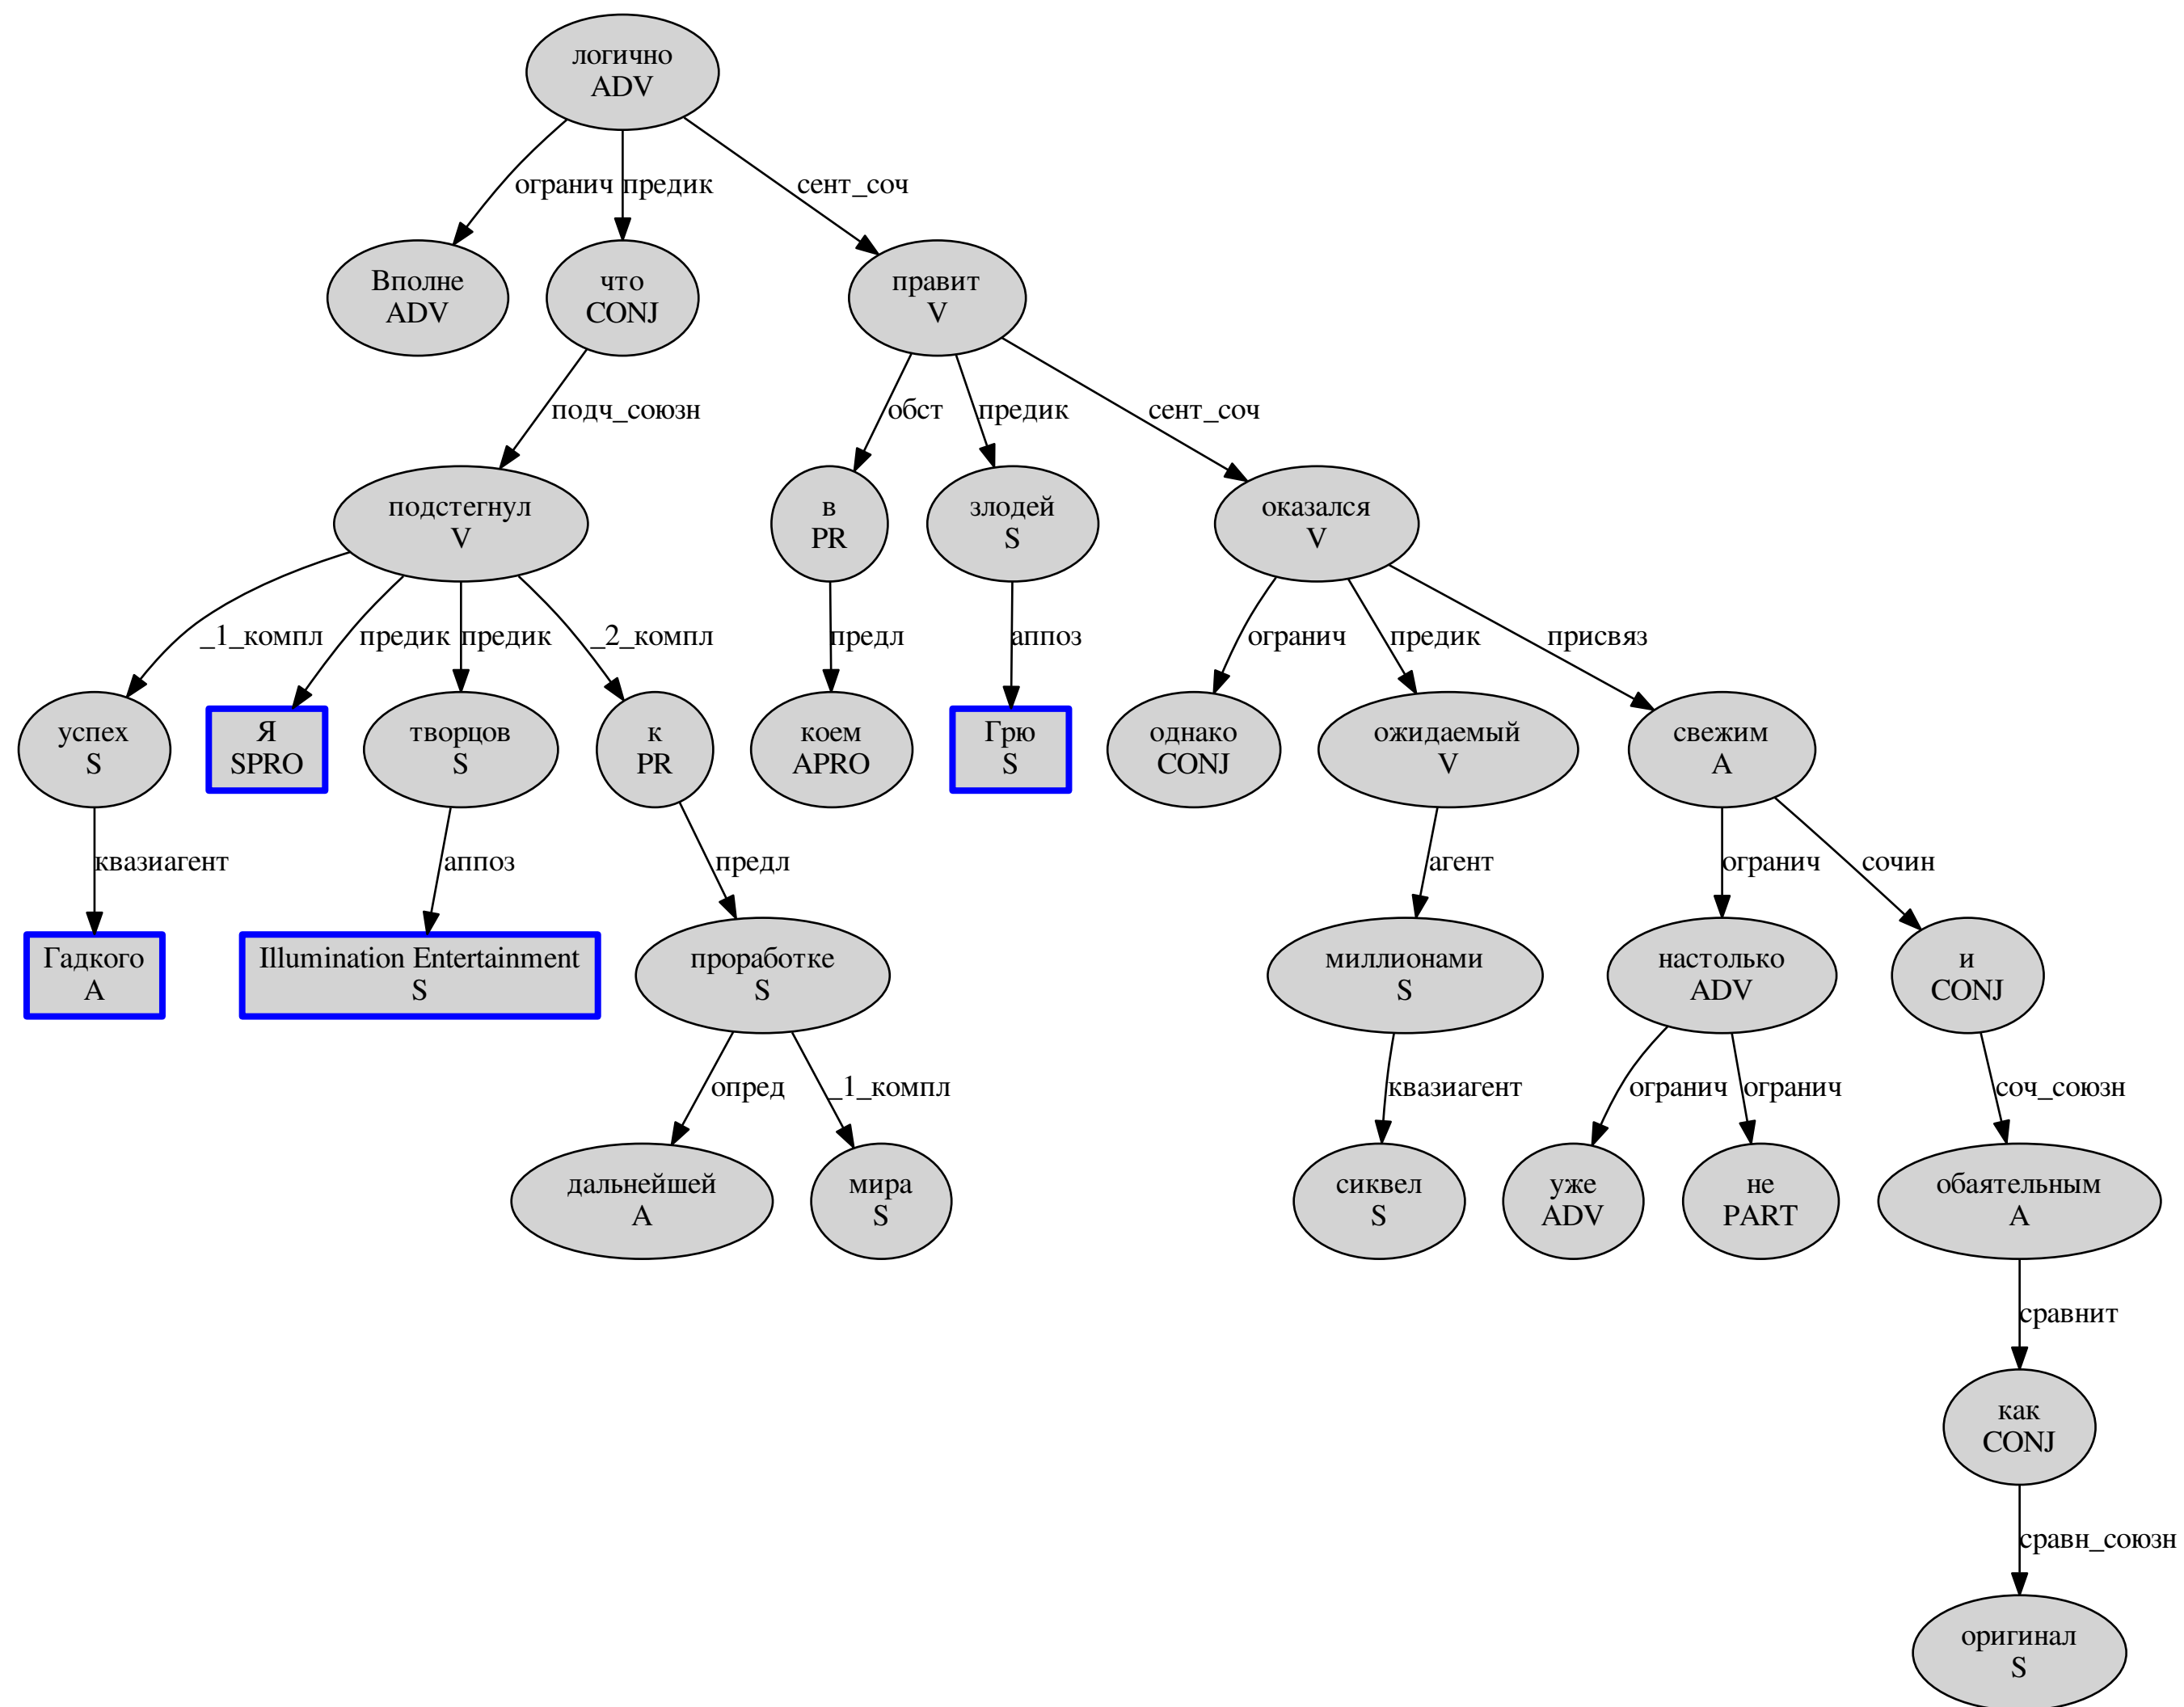 логично
ADV
огранич
предик
сент_соч
Вполне
ADV
что
CONJ
правит
V
подч_союзн
обст
предик
сент_соч
подстегнул
V
в
PR
злодей
S
оказался
V
_1_компл
предик
предик
_2_компл
предл
аппоз
огранич
предик
присвяз
успех
S
Я
SPRO
творцов
S
к
PR
коем
APRO
Грю
S
однако
CONJ
ожидаемый
V
свежим
A
квазиагент
аппоз
предл
агент
огранич
сочин
Гадкого
A
Illumination Entertainment
S
проработке
S
миллионами
S
настолько
ADV
и
CONJ
опред
_1_компл
квазиагент
огранич
огранич
соч_союзн
дальнейшей
A
мира
S
сиквел
S
уже
ADV
не
PART
обаятельным
A
сравнит
как
CONJ
сравн_союзн
оригинал
S